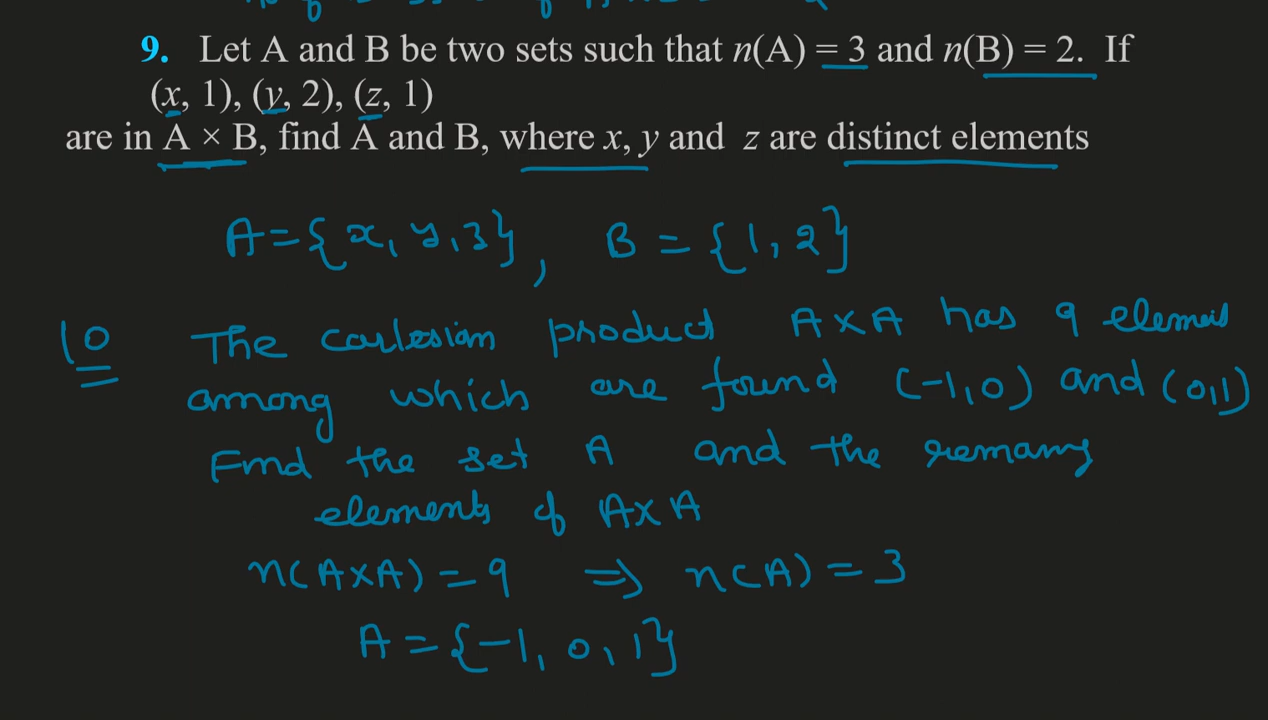 9. Let A and B be two sets such that n(A) = 3 and n(B) = 2. If
(x, 1), (y, 2), (z, 1)
are in A × B, find A and B, where x, y and z are distinct elements
A={x, y, z}, B = {1, 2}
10 The cartesian product A×A has 9 elements
among which are found (-1,0) and (0,1)
Find the set A and the remaining
elements of A×A
n(A×A) = 9 ⇒ n(A) = 3
A = {-1, 0, 1}